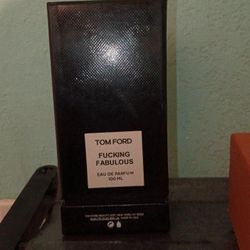 TOM FORD
FUCKING
FABULOUS
EAU DE PARFUM
100 ML